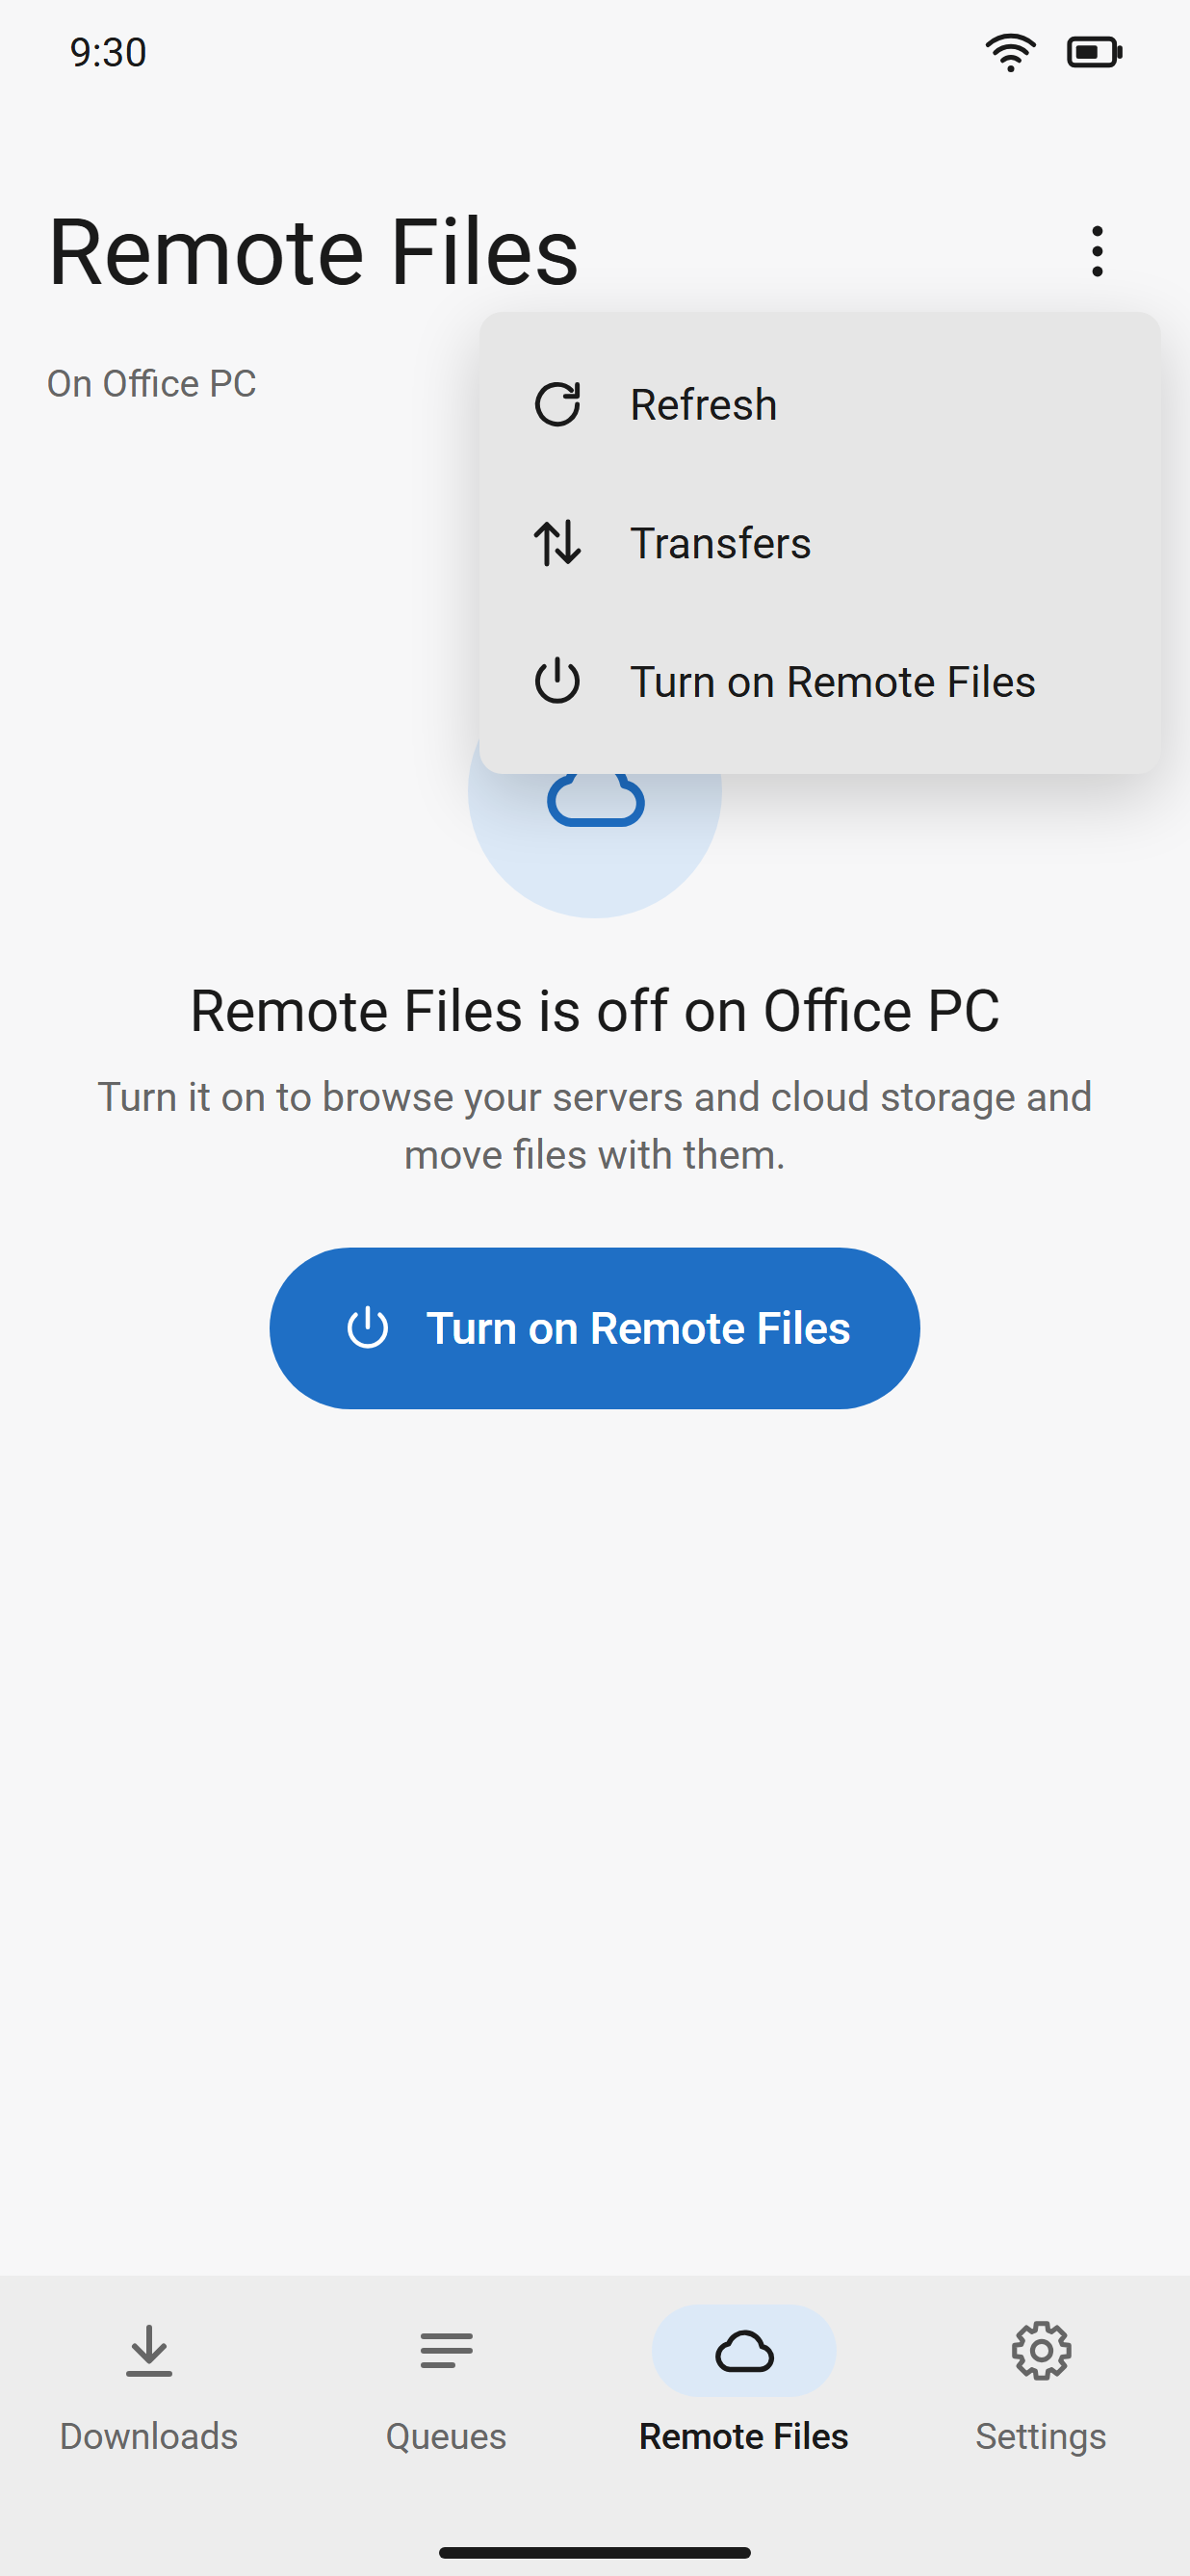 9:30
Remote Files
On Office PC
Refresh
Transfers
Turn on Remote Files
Remote Files is off on Office PC
Turn it on to browse your servers and cloud storage and
move files with them.
Turn on Remote Files
Downloads
Queues
Remote Files
Settings